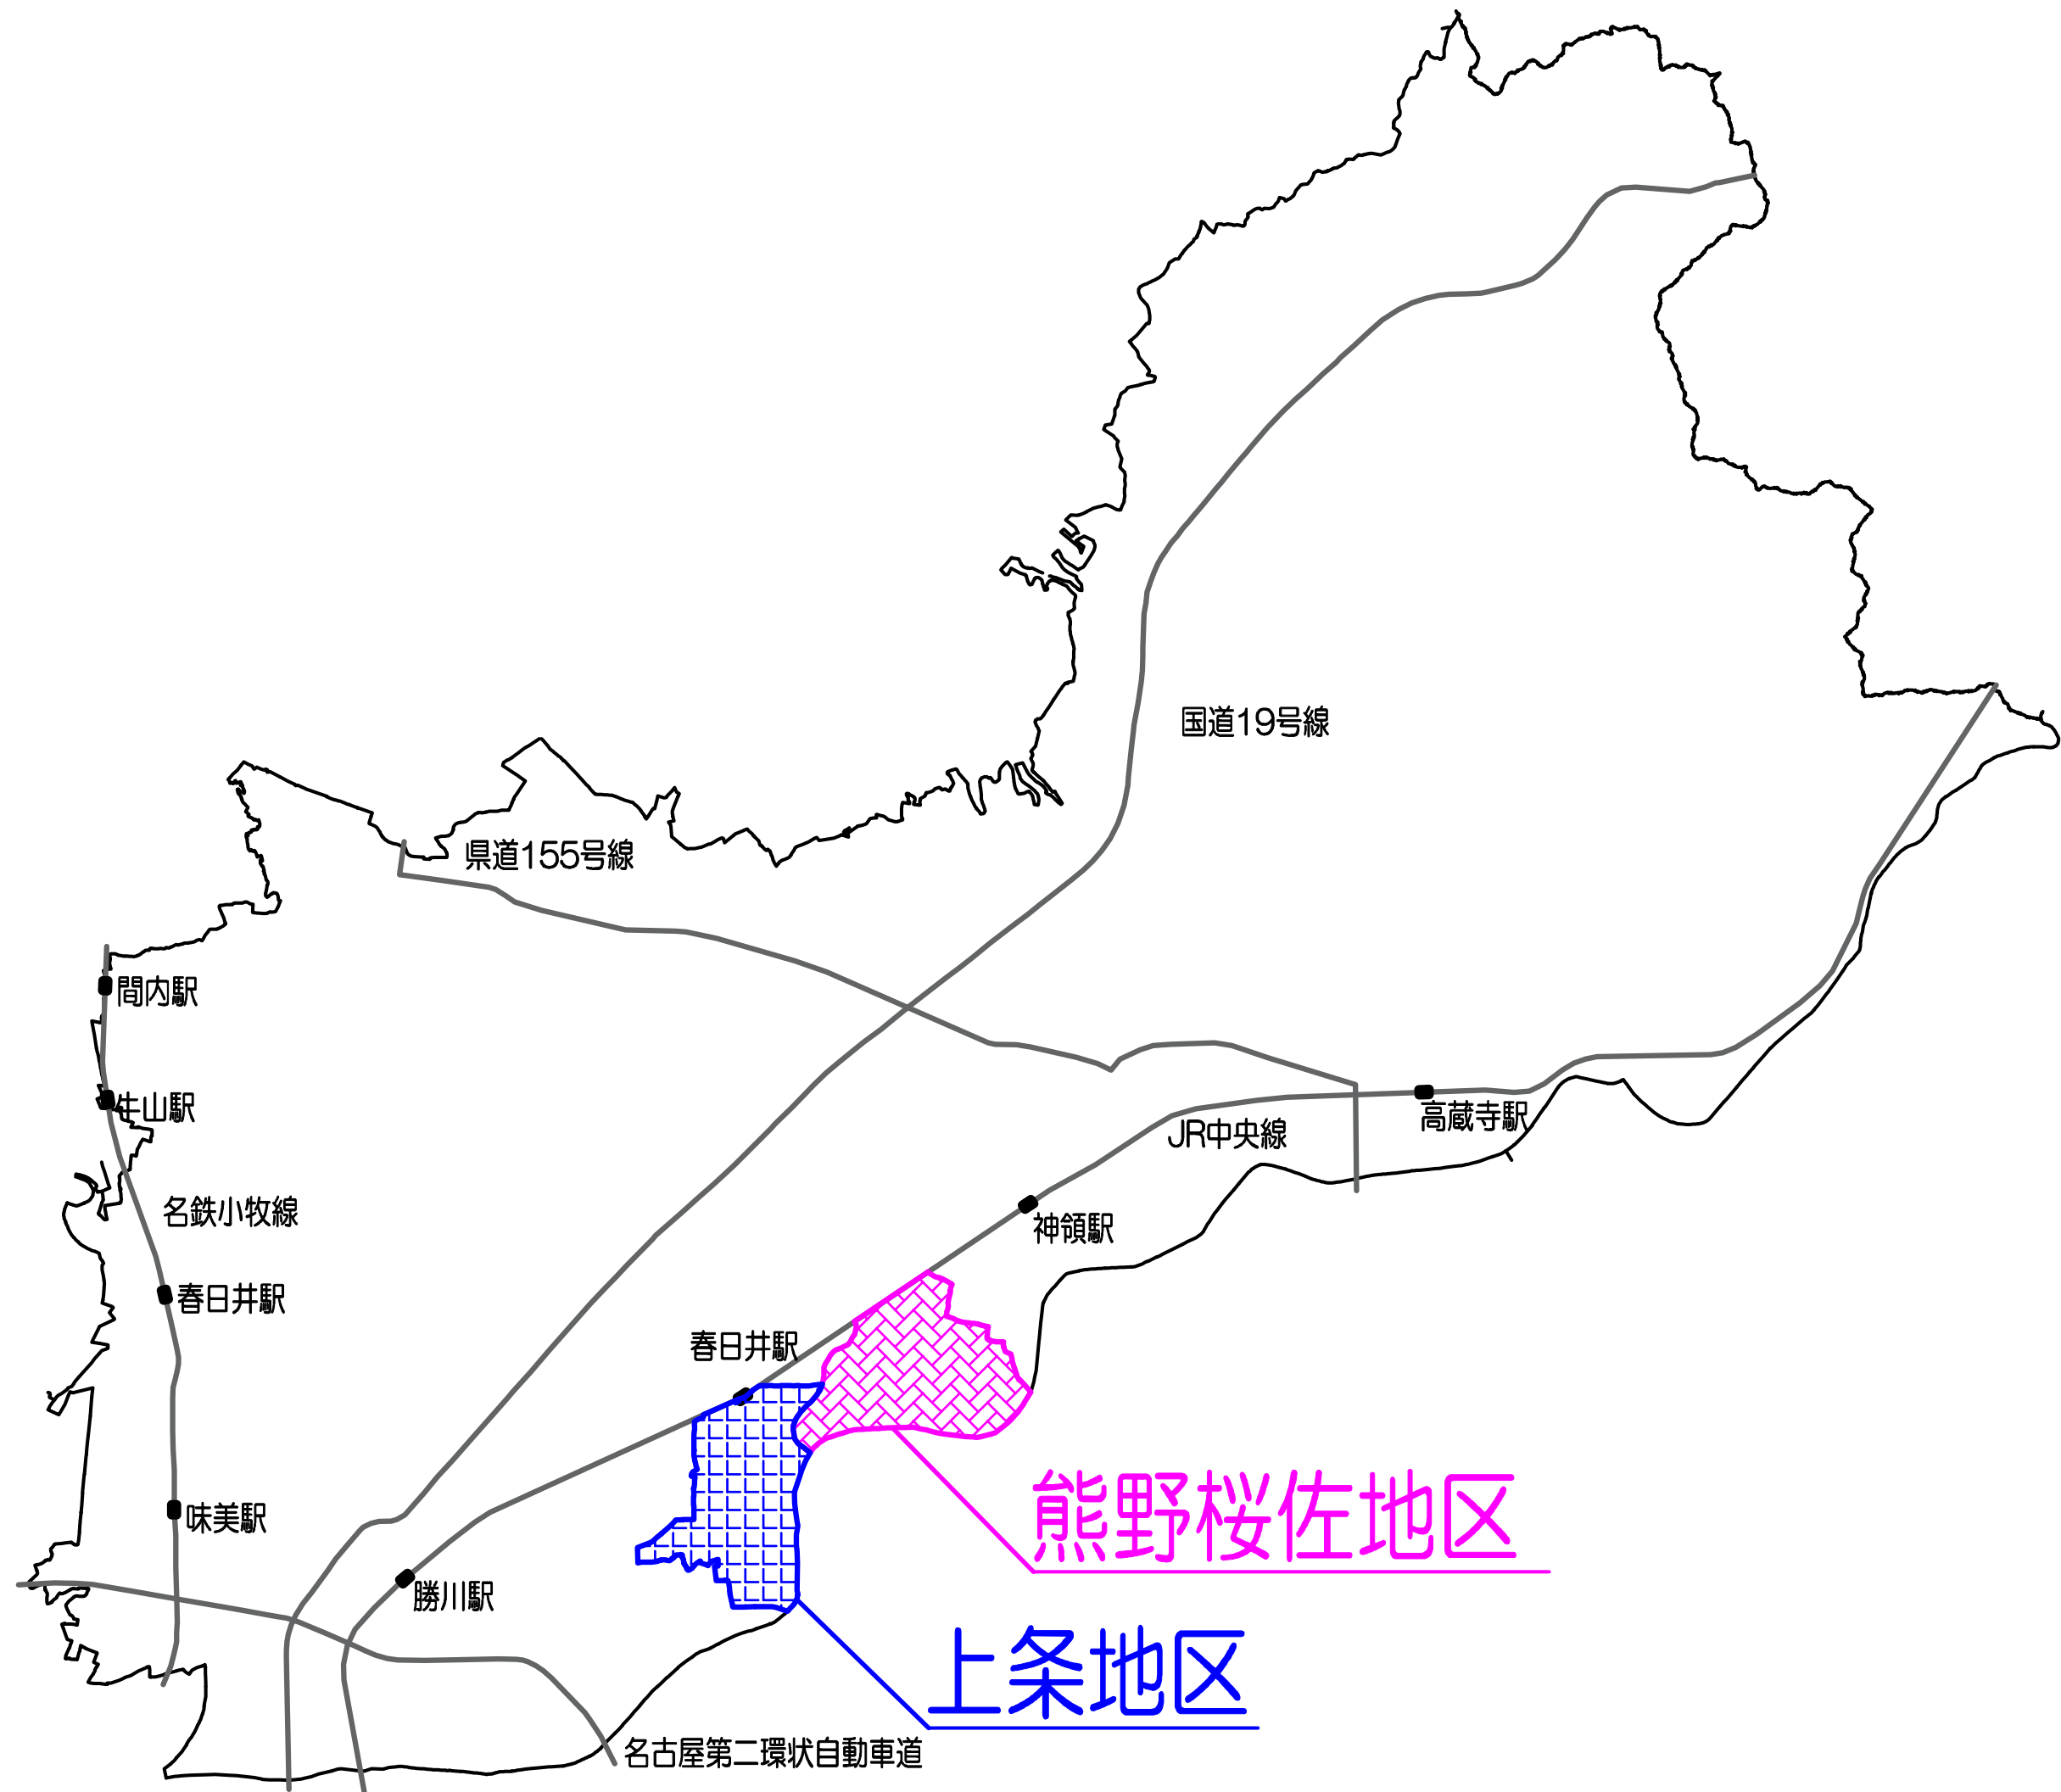 国道19号線
県道155号線
間内駅
牛山駅
高蔵寺駅
JR中央線
名鉄小牧線
神領駅
春日井駅
春日井駅
熊野桜佐地区
味美駅
勝川駅
上条地区
名古屋第二環状自動車道